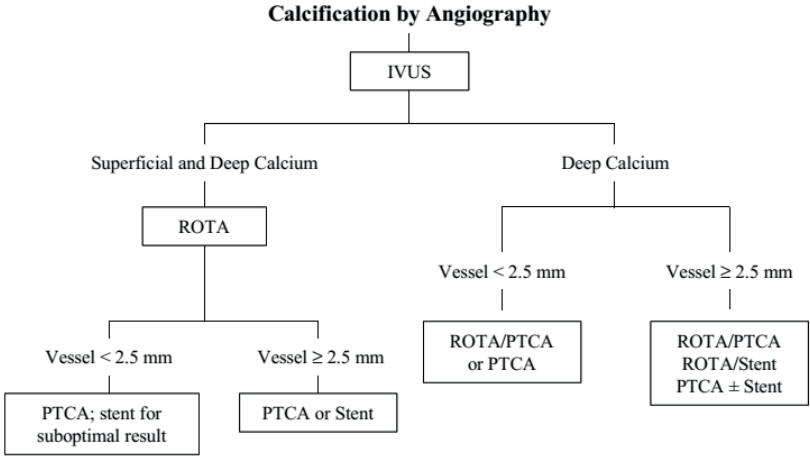 Calcification by Angiography
IVUS
Superficial and Deep Calcium
Deep Calcium
ROTA
Vessel < 2.5 mm
Vessel ≥ 2.5 mm
ROTA/PTCA
or PTCA
ROTA/PTCA
ROTA/Stent
PTCA ± Stent
Vessel < 2.5 mm
Vessel ≥ 2.5 mm
PTCA; stent for
suboptimal result
PTCA or Stent